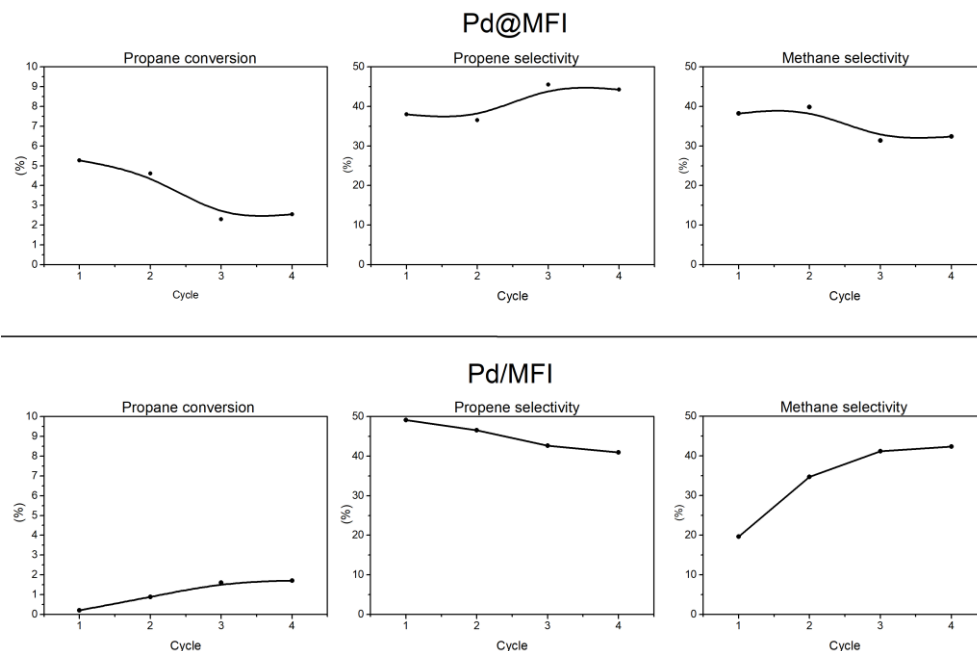 Pd@MFI
Propane conversion
10
9
8
7
6
5
4
3
2
1
0
(%)
1 2 3 4
Cycle
Propene selectivity
50
40
30
20
10
0
(%)
1 2 3 4
Cycle
Methane selectivity
50
40
30
20
10
0
(%)
1 2 3 4
Cycle
Pd/MFI
Propane conversion
10
9
8
7
6
5
4
3
2
1
0
(%)
1 2 3 4
Cycle
Propene selectivity
50
40
30
20
10
0
(%)
1 2 3 4
Cycle
Methane selectivity
50
40
30
20
10
0
(%)
1 2 3 4
Cycle